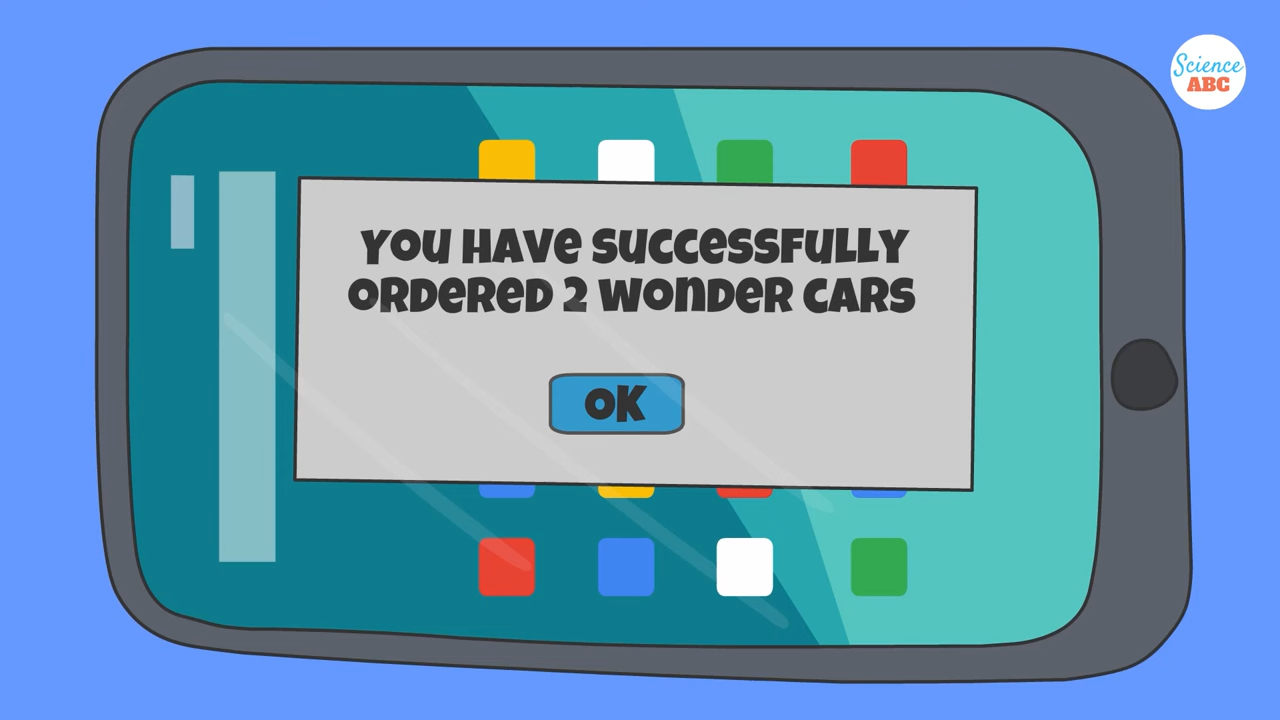 Science
ABC
YOU HAVE SUCCESSFULLY
ORDERED 2 WONDER CARS
OK